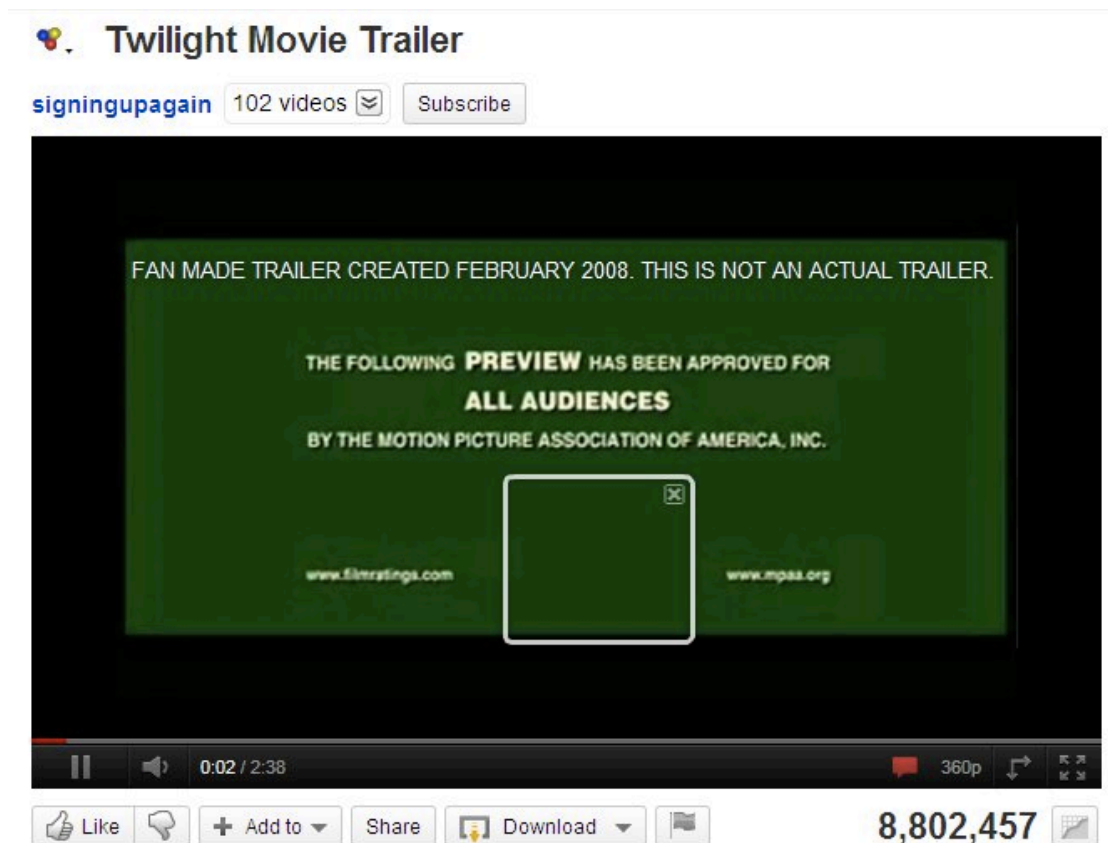 Twilight Movie Trailer
signingupagain 102 videos Subscribe
FAN MADE TRAILER CREATED FEBRUARY 2008. THIS IS NOT AN ACTUAL TRAILER.
THE FOLLOWING PREVIEW HAS BEEN APPROVED FOR
ALL AUDIENCES
BY THE MOTION PICTURE ASSOCIATION OF AMERICA, INC.
www.filmratings.com www.mpaa.org
0:02 / 2:38 360p
Like Add to Share Download 8,802,457